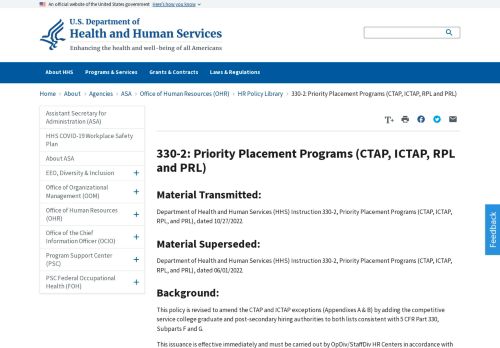 An official website of the United States government Here's how you know
U.S. Department of
Health and Human Services
Enhancing the health and well-being of all Americans
About HHS
Programs & Services
Grants & Contracts
Laws & Regulations
Home > About > Agencies > ASA > Office of Human Resources (OHR) > HR Policy Library > 330-2: Priority Placement Programs (CTAP, ICTAP, RPL and PRL)
Assistant Secretary for
Administration (ASA)
HHS COVID-19 Workplace Safety
Plan
About ASA
EEO, Diversity & Inclusion
Office of Organizational
Management (OOM)
Office of Human Resources
(OHR)
Office of the Chief
Information Officer (OCIO)
Program Support Center
(PSC)
PSC Federal Occupational
Health (FOH)
T+
330-2: Priority Placement Programs (CTAP, ICTAP, RPL
and PRL)
Material Transmitted:
Department of Health and Human Services (HHS) Instruction 330-2, Priority Placement Programs (CTAP, ICTAP,
RPL, and PRL), dated 10/27/2022
Material Superseded:
Department of Health and Human Services (HHS) Instruction 330-2, Priority Placement Programs (CTAP, ICTAP,
RPL, and PRL), dated 06/01/2022
Background:
This policy is revised to amend the CTAP and ICTAP exceptions (Appendixes A & B) by adding the competitive
service college graduate and post-secondary hiring authorities to both lists consistent with 5 CFR Part 330,
Subparts F and G.
This issuance is effective immediately and must be carried out by OpDiv/StaffDiv HR Centers in accordance with
Feedback